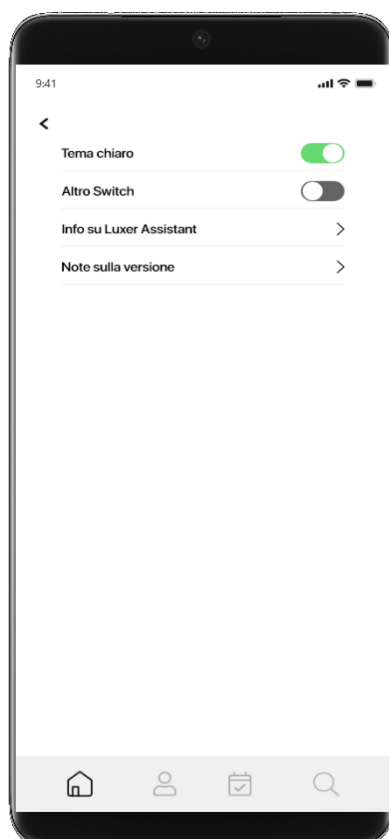 9:41
Tema chiaro
Altro Switch
Info su Luxer Assistant
Note sulla versione